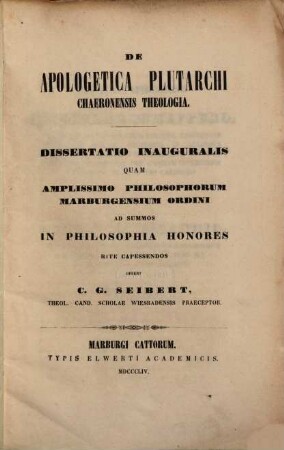 DE
APOLOGETICA PLUTARCHI
CHAERONENSIS THEOLOGIA.
DISSERTATIO INAUGURALIS
QUAM
AMPLISSIMO PHILOSOPHORUM
MARBURGENSIUM ORDINI
AD SUMMOS
IN PHILOSOPHIA HONORES
RITE CAPESSENDOS
C. G. SEIBERT,
THEOL. CAND. SCHOLAE WIESBADENSIS PRAECEPTOR.
MARBURGI CATTORUM.
TYPIS ELWERTI ACADEMICIS.
MDCCCLIV.